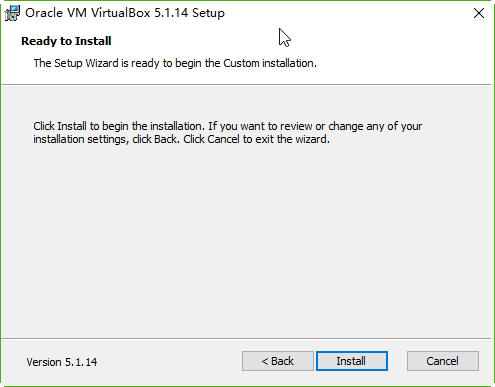 Oracle VM VirtualBox 5.1.14 Setup
Ready to Install
The Setup Wizard is ready to begin the Custom installation.
Click Install to begin the installation. If you want to review or change any of your
installation settings, click Back. Click Cancel to exit the wizard.
Version 5.1.14
< Back
Install
Cancel